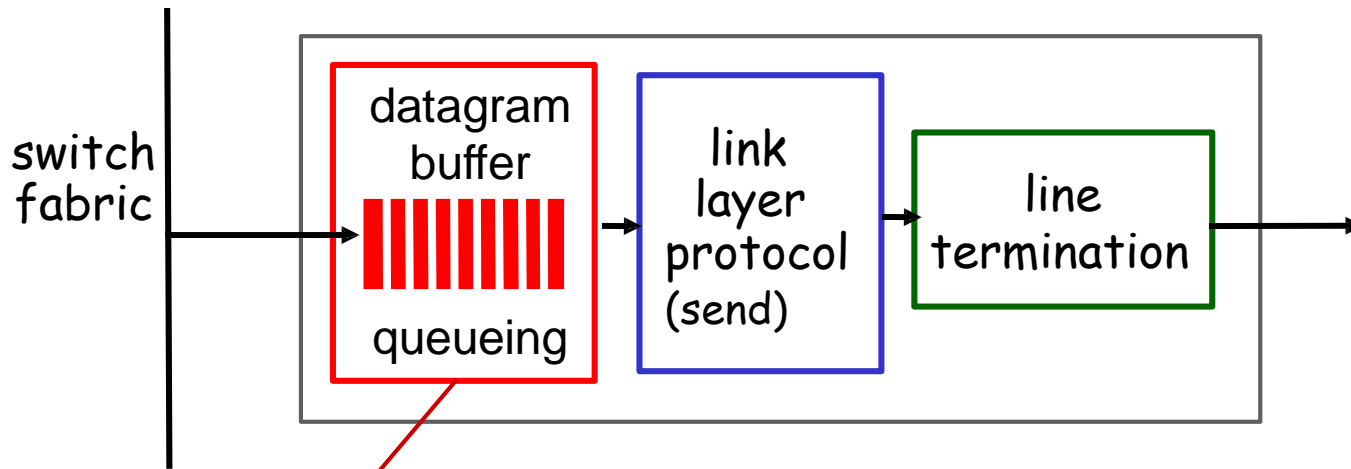 switch
fabric
datagram
buffer
queueing
link
layer
protocol
(send)
line
termination